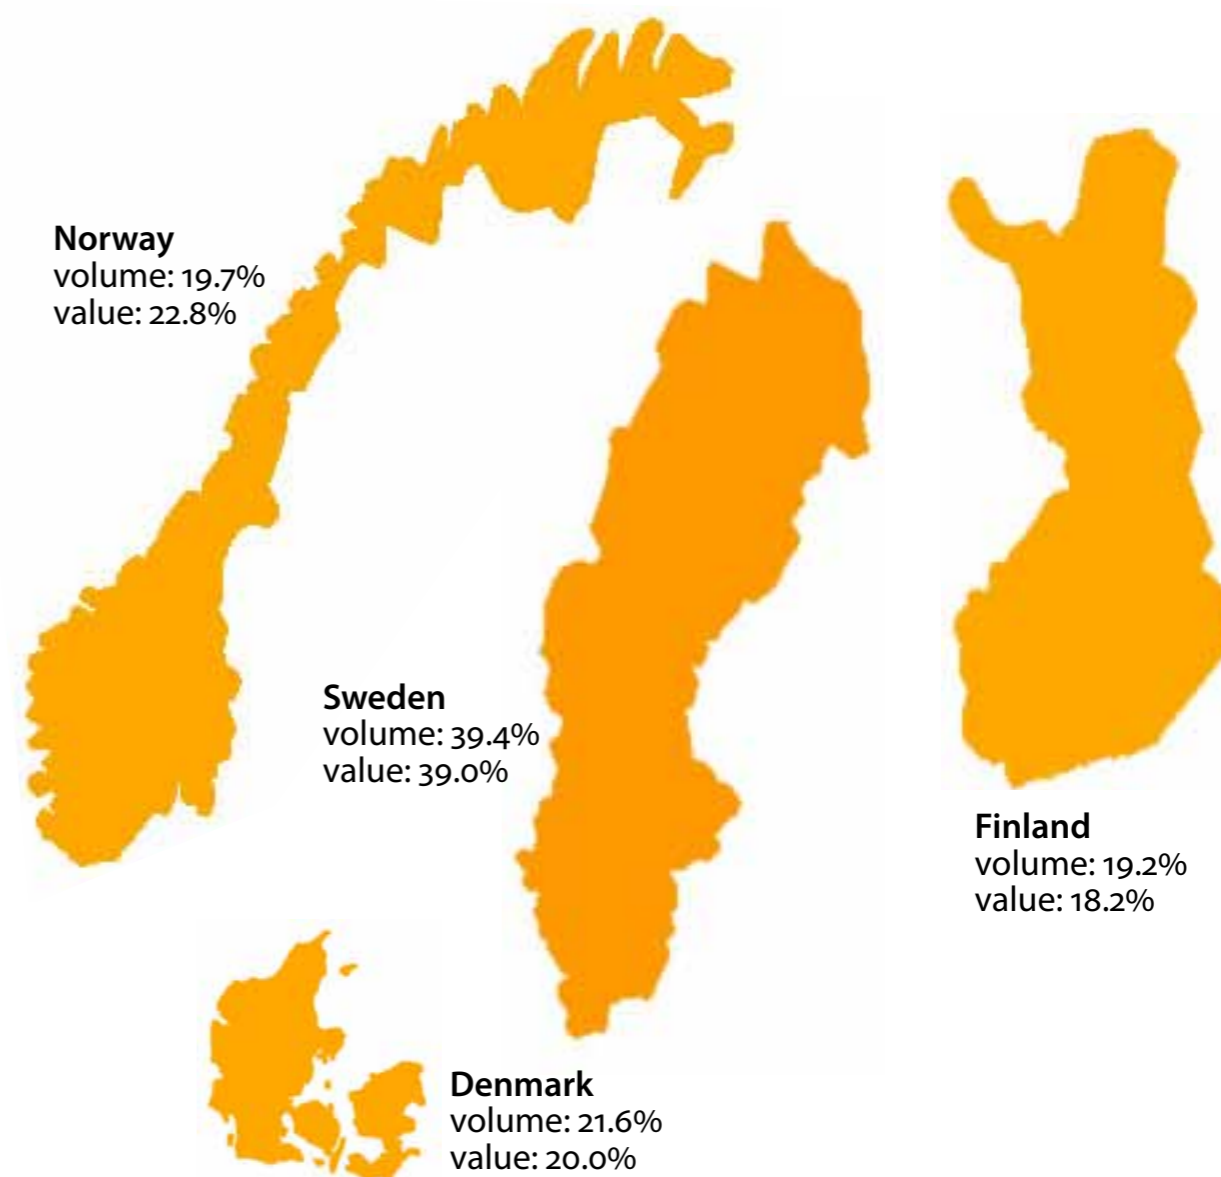 Norway
volume: 19.7%
value: 22.8%
Sweden
volume: 39.4%
value: 39.0%
Finland
volume: 19.2%
value: 18.2%
Denmark
volume: 21.6%
value: 20.0%